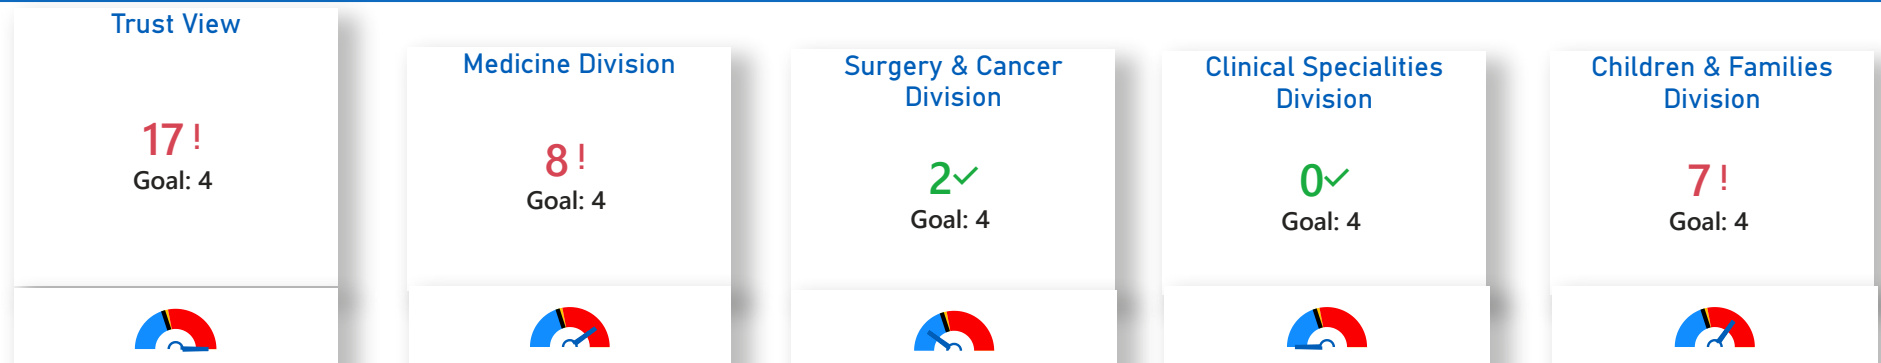 Trust View
17 !
Goal: 4
Medicine Division
8 !
Goal: 4
Surgery & Cancer
Division
2
Goal: 4
Clinical Specialities
Division
0
Goal: 4
Children & Families
Division
7 !
Goal: 4